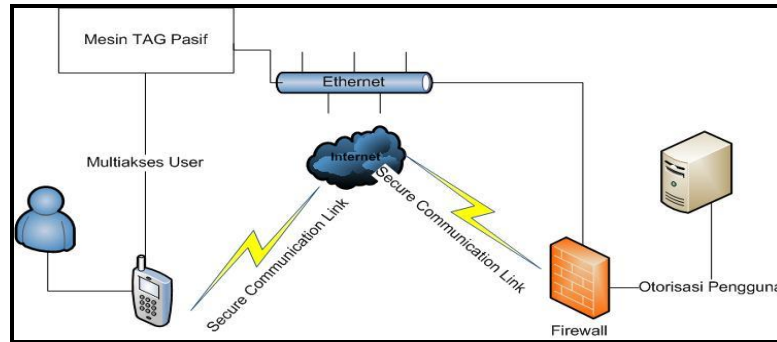 Mesin TAG Pasif
Ethernet
Internet
Multiakses User
Secure Communication Link
Secure Communication Link
Otorisasi Pengguna
Firewall